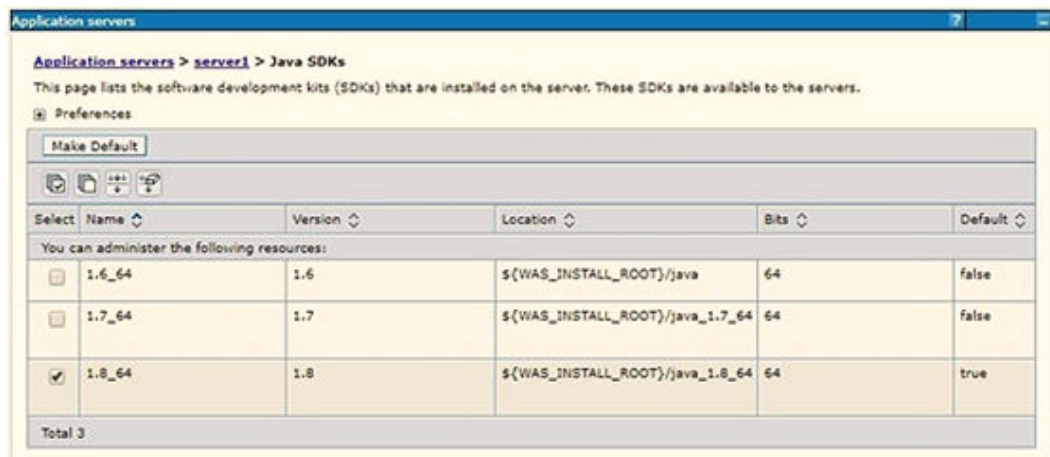 Application servers ?
Application servers > server1 > Java SDKs
This page lists the software development kits (SDKs) that are installed on the server. These SDKs are available to the servers.
Preferences
Make Default
Select Name Version Location Bits Default
You can administer the following resources:
1.6_64 1.6 ${WAS_INSTALL_ROOT}/java 64 false
1.7_64 1.7 ${WAS_INSTALL_ROOT}/java_1.7_64 64 false
1.8_64 1.8 ${WAS_INSTALL_ROOT}/java_1.8_64 64 true
Total 3